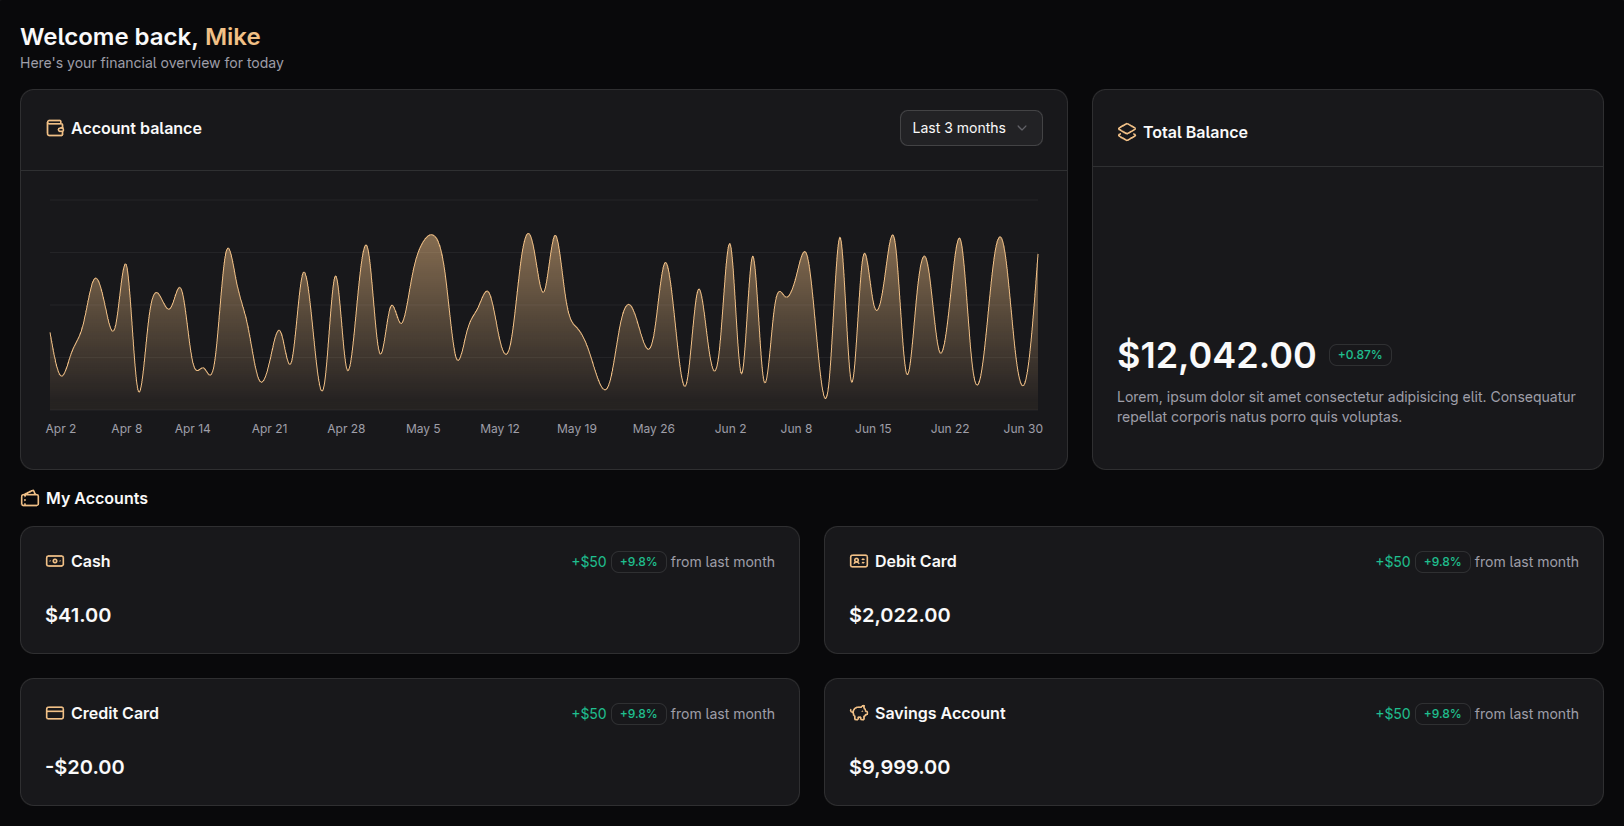 Welcome back, Mike
Here's your financial overview for today
Account balance
Last 3 months
Apr 2 Apr 8 Apr 14 Apr 21 Apr 28 May 5 May 12 May 19 May 26 Jun 2 Jun 8 Jun 15 Jun 22 Jun 30
Total Balance
$12,042.00 +0.87%
Lorem, ipsum dolor sit amet consectetur adipisicing elit. Consequatur
repellat corporis natus porro quis voluptas.
My Accounts
Cash
+$50 +9.8% from last month
$41.00
Debit Card
+$50 +9.8% from last month
$2,022.00
Credit Card
+$50 +9.8% from last month
-$20.00
Savings Account
+$50 +9.8% from last month
$9,999.00